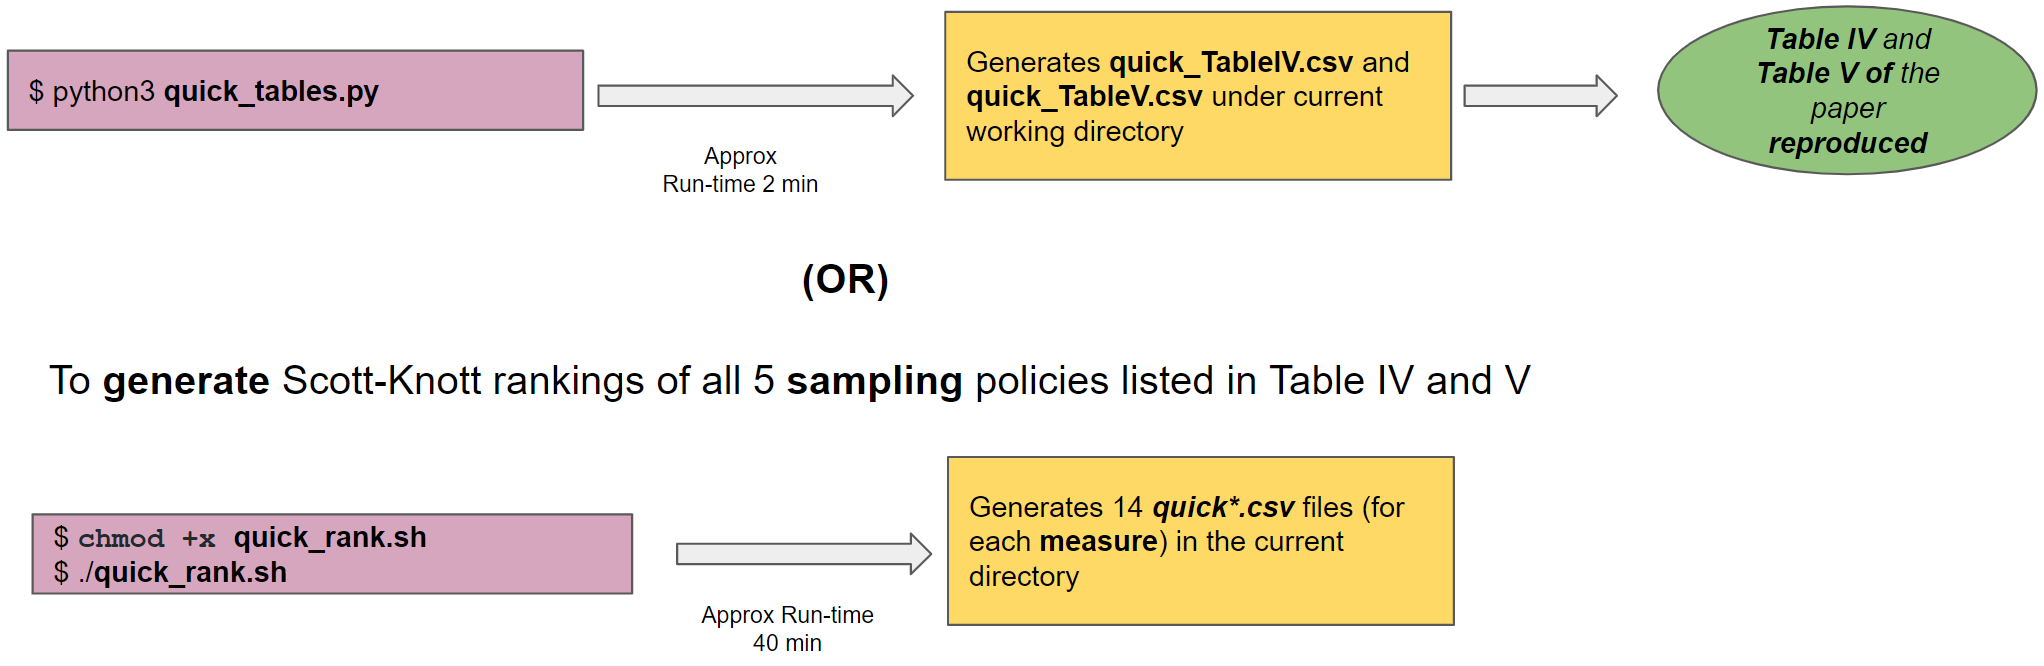 $ python3 quick_tables.py
Approx
Run-time 2 min
Generates quick_TableIV.csv and
quick_TableV.csv under current
working directory
Table IV and
Table V of the
paper
reproduced
(OR)
To generate Scott-Knott rankings of all 5 sampling policies listed in Table IV and V
$ chmod +x quick_rank.sh
$ ./quick_rank.sh
Approx Run-time
40 min
Generates 14 quick*.csv files (for
each measure) in the current
directory